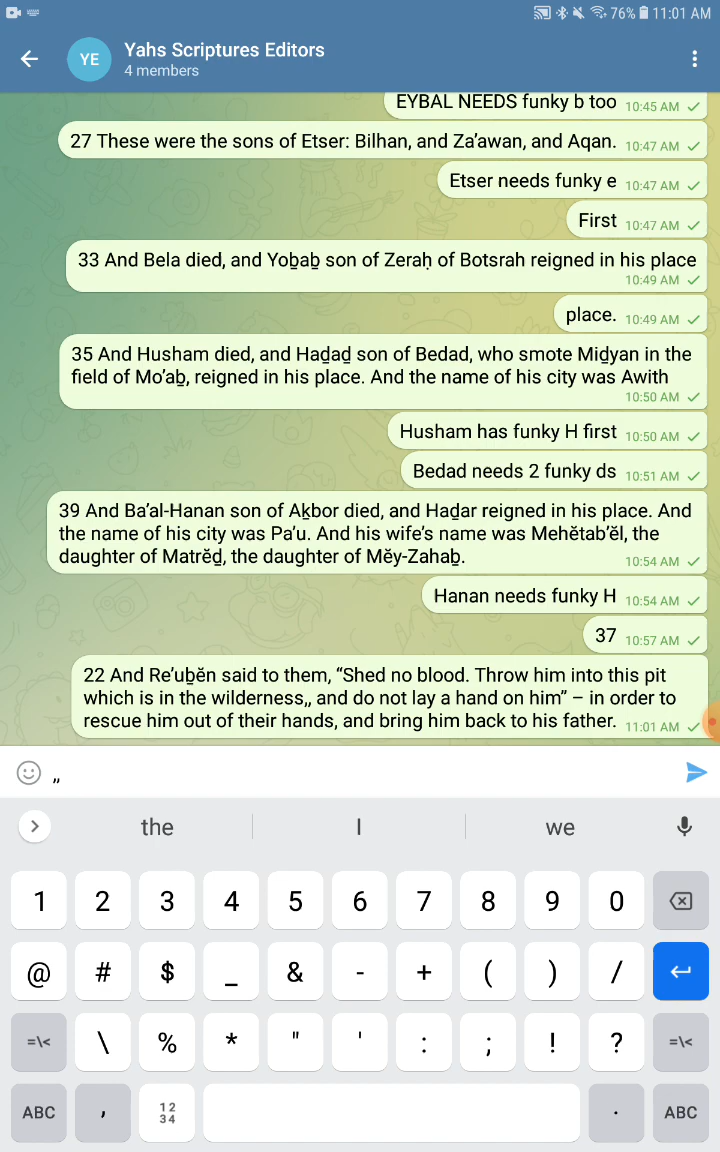 76% 11:01 AM
YE
Yahs Scriptures Editors
4 members
EYBAL NEEDS funky b too 10:45 AM
27 These were the sons of Etser: Bilhan, and Za’awan, and Aqan. 10:47 AM
Etser needs funky e 10:47 AM
First 10:47 AM
33 And Bela died, and Yoḇaḇ son of Zeraḥ of Botsrah reigned in his place
10:49 AM
place. 10:49 AM
35 And Husham died, and Haḏaḏ son of Bedad, who smote Miḏyan in the
field of Mo’aḇ, reigned in his place. And the name of his city was Awith
10:50 AM
Husham has funky H first 10:50 AM
Bedad needs 2 funky ds 10:51 AM
39 And Ba’al-Hanan son of Aḵbor died, and Haḏar reigned in his place. And
the name of his city was Pa’u. And his wife’s name was Mehĕtab’ĕl, the
daughter of Matrĕḏ, the daughter of Mĕy-Zahaḇ. 10:54 AM
Hanan needs funky H 10:54 AM
37 10:57 AM
22 And Re’uḇĕn said to them, “Shed no blood. Throw him into this pit
which is in the wilderness,, and do not lay a hand on him” – in order to
rescue him out of their hands, and bring him back to his father. 11:01 AM
,,
the I we
1 2 3 4 5 6 7 8 9 0
@ # $ _ & - + ( ) /
=\< \ % * " ' : ; ! ? =\<
ABC , 12 . ABC
34